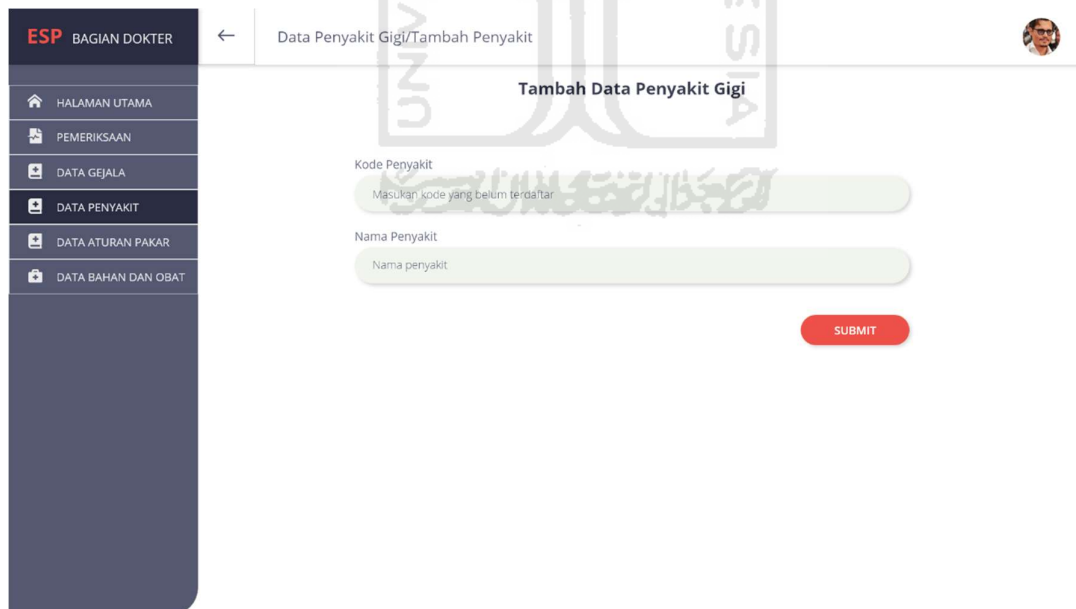 ESP BAGIAN DOKTER
Data Penyakit Gigi/Tambah Penyakit
HALAMAN UTAMA
PEMERIKSAAN
DATA GEJALA
DATA PENYAKIT
DATA ATURAN PAKAR
DATA BAHAN DAN OBAT
Tambah Data Penyakit Gigi
Kode Penyakit
Masukan kode yang belum terdaftar
Nama Penyakit
Nama penyakit
SUBMIT